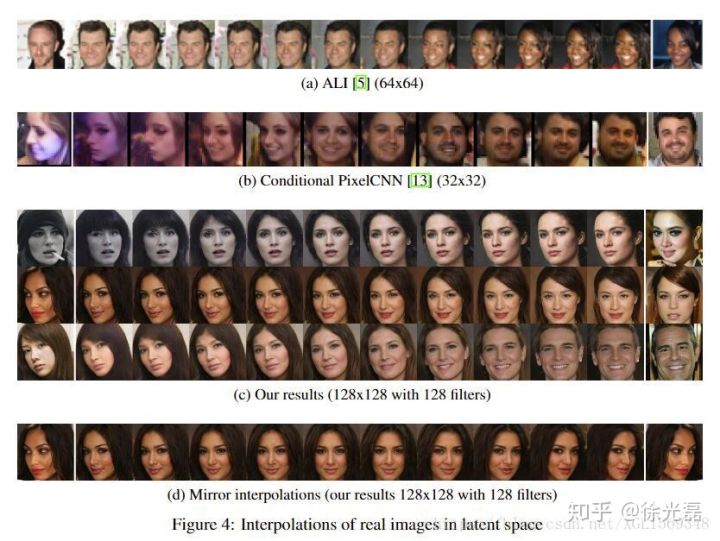 (a) ALI [5] (64x64)
(b) Conditional PixelCNN [13] (32x32)
(c) Our results (128x128 with 128 filters)
(d) Mirror interpolations (our results 128x128 with 128 filters)
知乎 @徐光磊
Figure 4: Interpolations of real images in latent space